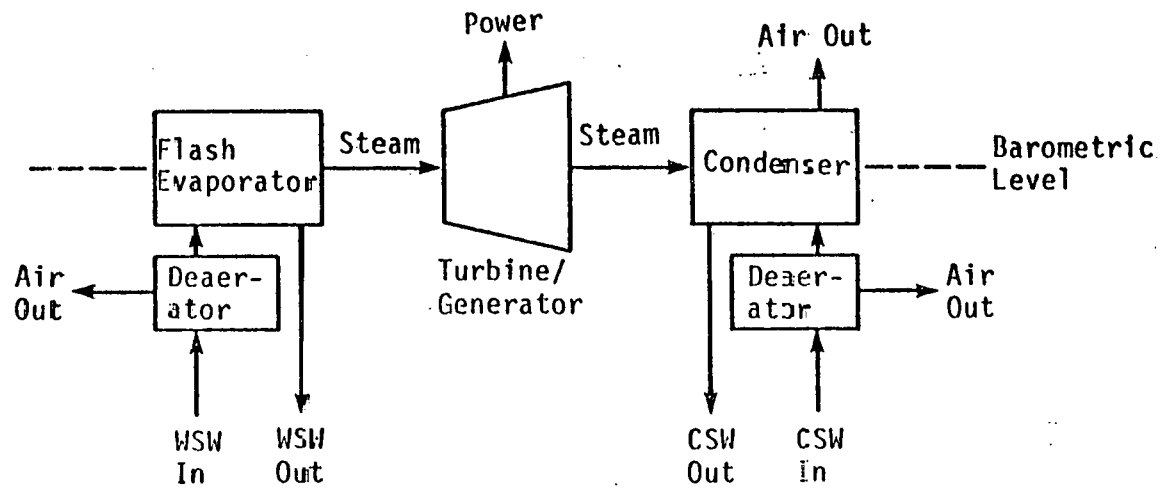 Power
Air Out
Flash
Evaporator
Steam
Steam
Condenser
Barometric
Level
Air
Out
Deaer-
ator
Turbine/
Generator
Deaer-
ator
Air
Out
WSW
In
WSW
Out
CSW
Out
CSW
In